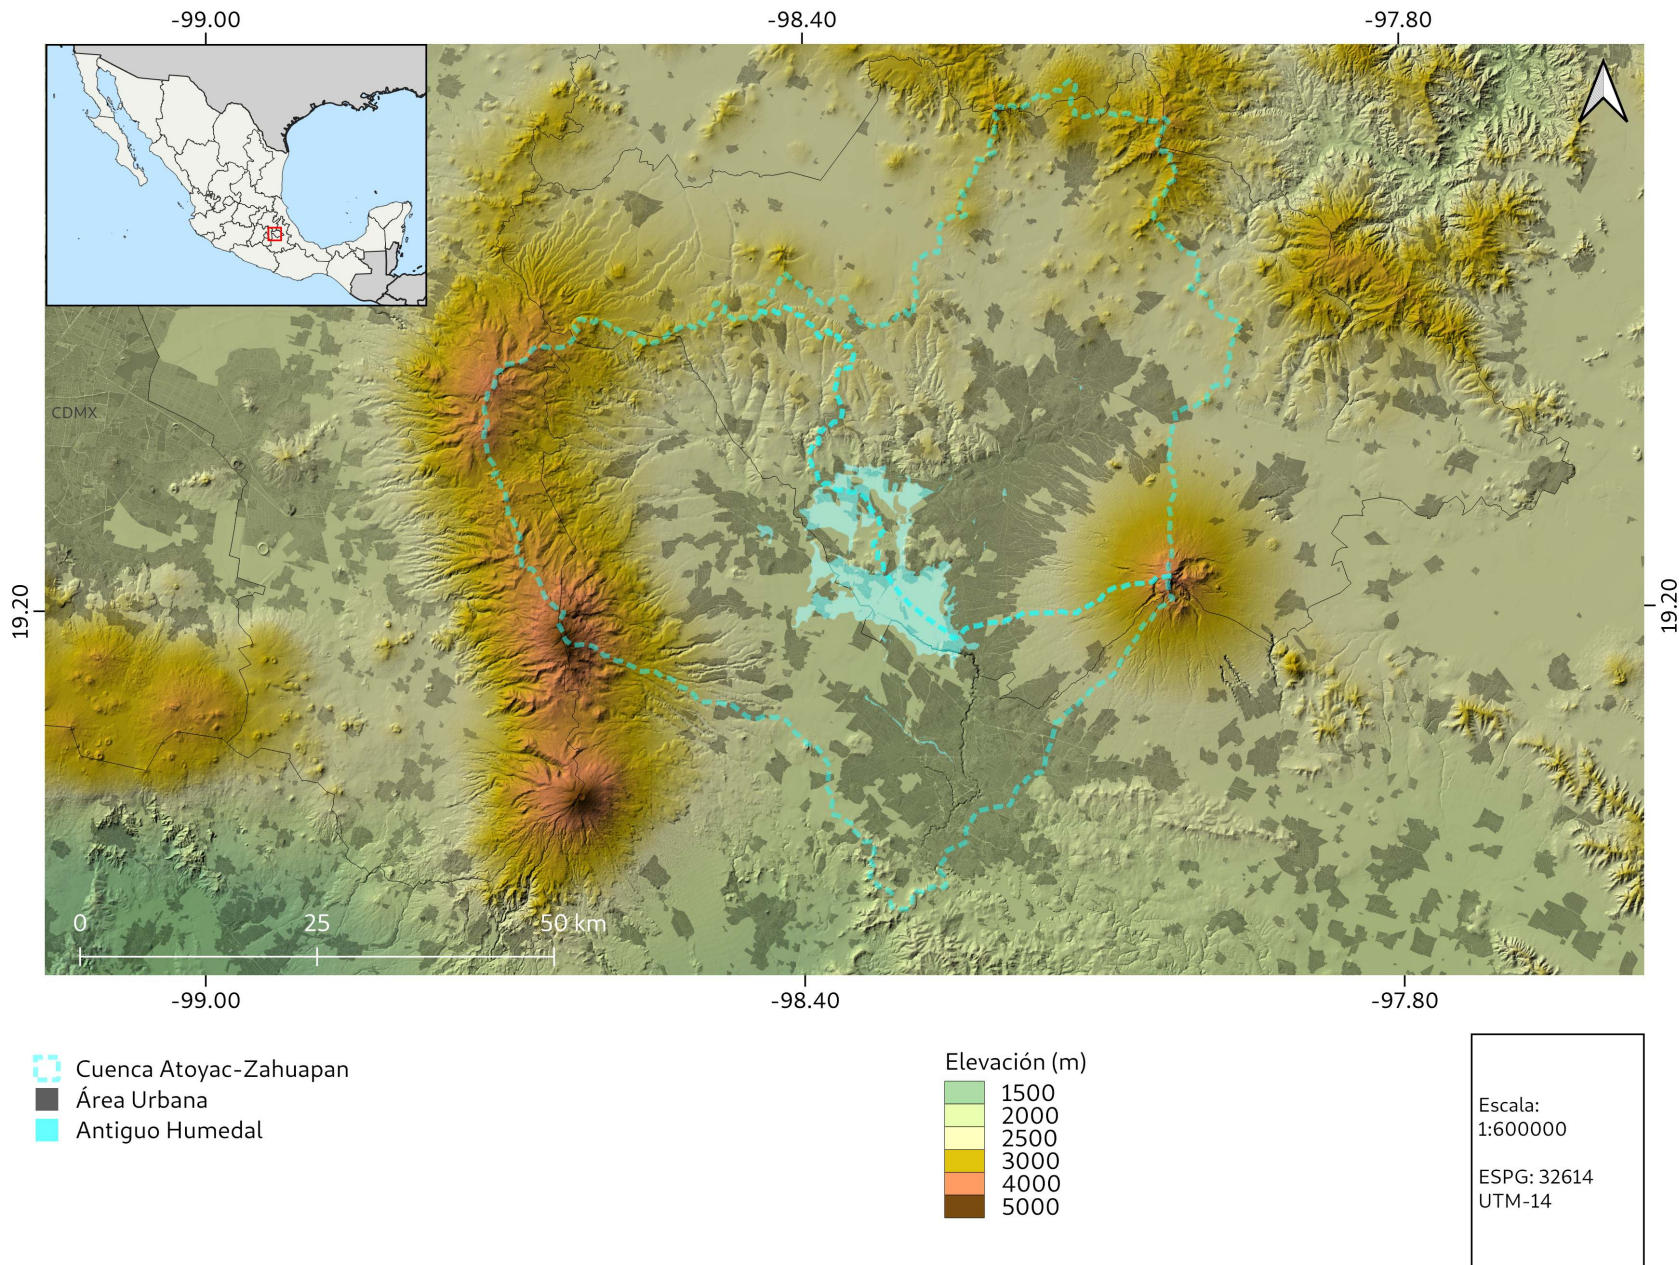 -99.00 -98.40 -97.80
CDMX
19.20
19.20
0 25 50 km
-99.00 -98.40 -97.80
Cuenca Atoyac-Zahuapan
Área Urbana
Antiguo Humedal
Elevación (m)
1500
2000
2500
3000
4000
5000
Escala:
1:600000
ESPG: 32614
UTM-14